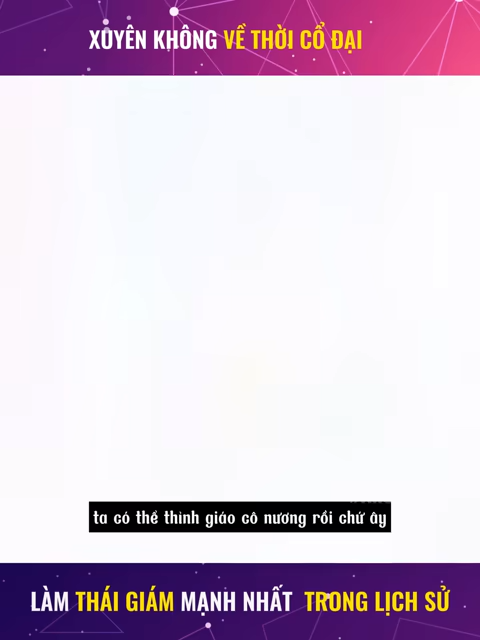 XUYÊN KHÔNG VỀ THỜI CỔ ĐẠI
ta có thể thỉnh giáo cô nương rồi chứ ây
LÀM THÁI GIÁM MẠNH NHẤT TRONG LỊCH SỬ